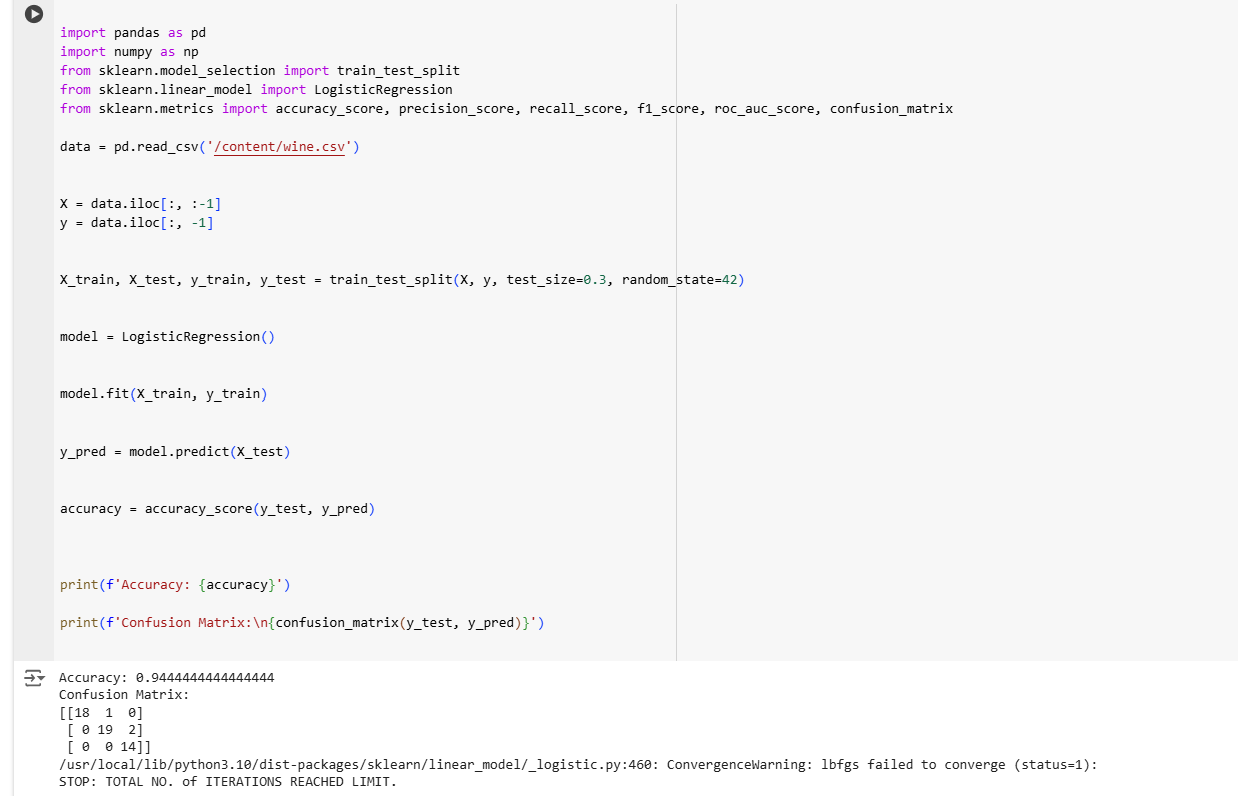 import pandas as pd
import numpy as np
from sklearn.model_selection import train_test_split
from sklearn.linear_model import LogisticRegression
from sklearn.metrics import accuracy_score, precision_score, recall_score, f1_score, roc_auc_score, confusion_matrix
data = pd.read_csv('/content/wine.csv')
X = data.iloc[:, :-1]
y = data.iloc[:, -1]
X_train, X_test, y_train, y_test = train_test_split(X, y, test_size=0.3, random_state=42)
model = LogisticRegression()
model.fit(X_train, y_train)
y_pred = model.predict(X_test)
accuracy = accuracy_score(y_test, y_pred)
print(f'Accuracy: {accuracy}')
print(f'Confusion Matrix:\n{confusion_matrix(y_test, y_pred)}')
Accuracy: 0.9444444444444444
Confusion Matrix:
[[18  1  0]
 [ 0 19  2]
 [ 0  0 14]]
/usr/local/lib/python3.10/dist-packages/sklearn/linear_model/_logistic.py:460: ConvergenceWarning: lbfgs failed to converge (status=1):
STOP: TOTAL NO. of ITERATIONS REACHED LIMIT.